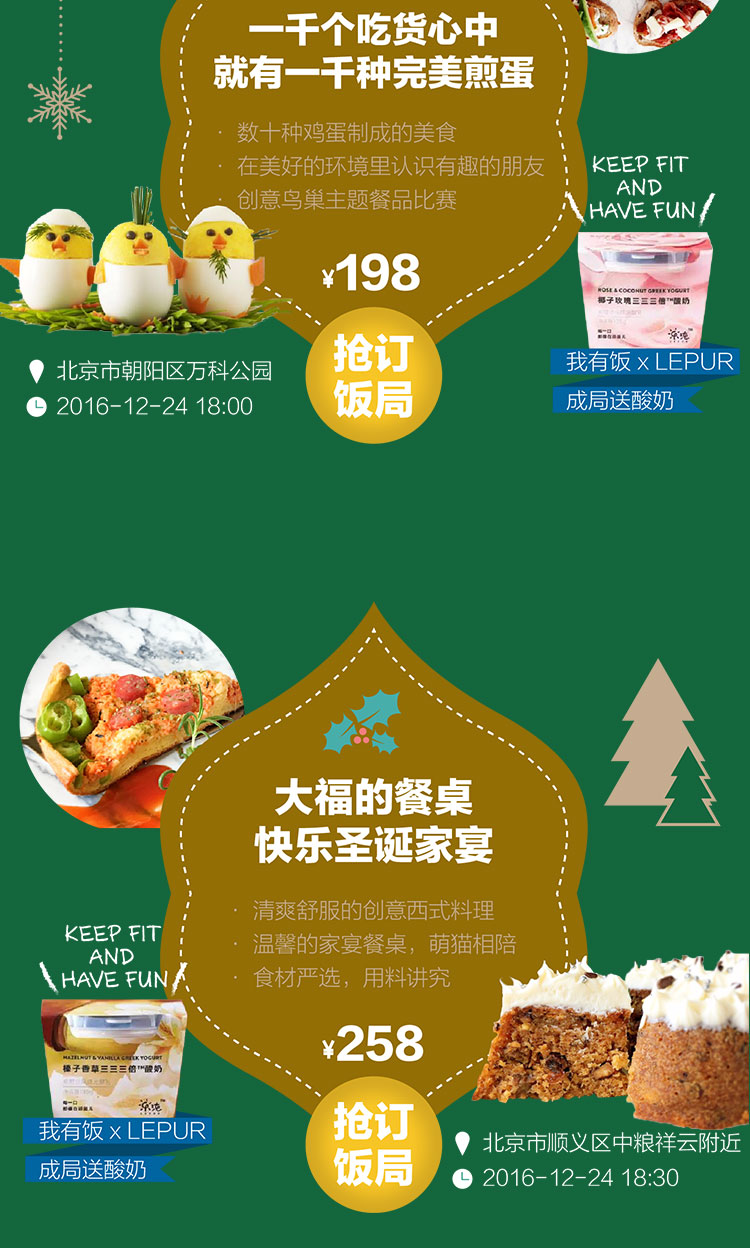 一千个吃货心中
就有一千种完美煎蛋
· 数十种鸡蛋制成的美食
· 在美好的环境里认识有趣的朋友
· 创意鸟巢主题餐品比赛
¥198
抢订
饭局
北京市朝阳区万科公园
2016-12-24 18:00
KEEP FIT
AND
HAVE FUN
ROSE & COCONUT GREEK YOGURT
椰子玫瑰三三三倍™酸奶
我有饭 x LEPUR
成局送酸奶
大福的餐桌
快乐圣诞家宴
· 清爽舒服的创意西式料理
· 温馨的家宴餐桌，萌猫相陪
· 食材严选，用料讲究
¥258
抢订
饭局
KEEP FIT
AND
HAVE FUN
HAZELNUT & VANILLA GREEK YOGURT
榛子香草三三三倍™酸奶
我有饭 x LEPUR
成局送酸奶
北京市顺义区中粮祥云附近
2016-12-24 18:30